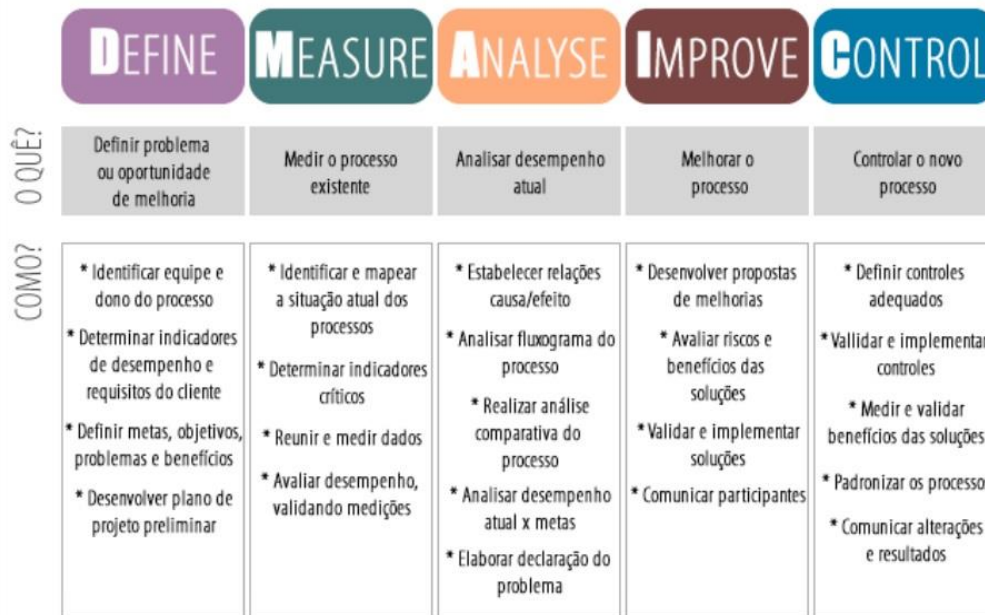 DEFINE
MEASURE
ANALYSE
IMPROVE
CONTROL
O QUÊ?
Definir problema
ou oportunidade
de melhoria
Medir o processo
existente
Analisar desempenho
atual
Melhorar o
processo
Controlar o novo
processo
COMO?
* Identificar equipe e
dono do processo
* Determinar indicadores
de desempenho e
requisitos do cliente
* Definir metas, objetivos,
problemas e benefícios
* Desenvolver plano de
projeto preliminar
* Identificar e mapear
a situação atual dos
processos
* Determinar indicadores
críticos
* Reunir e medir dados
* Avaliar desempenho,
validando medições
* Estabelecer relações
causa/efeito
* Analisar fluxograma do
processo
* Realizar análise
comparativa do
processo
* Analisar desempenho
atual x metas
* Elaborar declaração do
problema
* Desenvolver propostas
de melhorias
* Avaliar riscos e
benefícios das
soluções
* Validar e implementar
soluções
* Comunicar participantes
* Definir controles
adequados
* Vallidar e implementar
controles
* Medir e validar
benefícios das soluções
* Padronizar os processo
* Comunicar alterações
e resultados